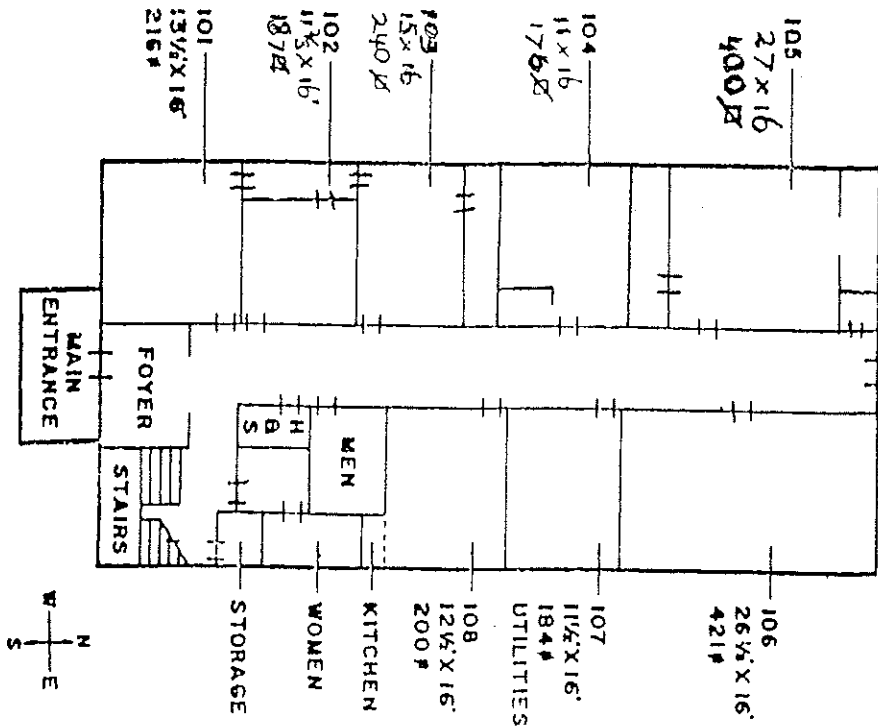 105
27 × 16
400 ⌷
104
11 × 16
176 ⌷
103
15 × 16
240 ⌷
102
11⅔ × 16'
187 ⌷
101
13½' X 16'
216#
MAIN
ENTRANCE
FOYER
STAIRS
H
B
S
MEN
106
26½' X 16'
421#
107
11½' X 16'
184#
UTILITIES
108
12½' X 16'
200#
KITCHEN
WOMEN
STORAGE
N
W
E
S